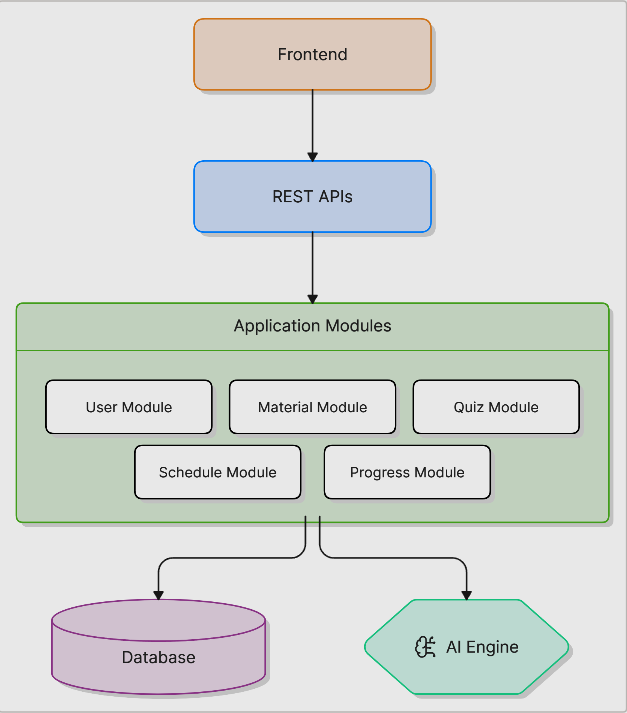 Frontend
REST APIs
Application Modules
User Module
Material Module
Quiz Module
Schedule Module
Progress Module
Database
AI Engine